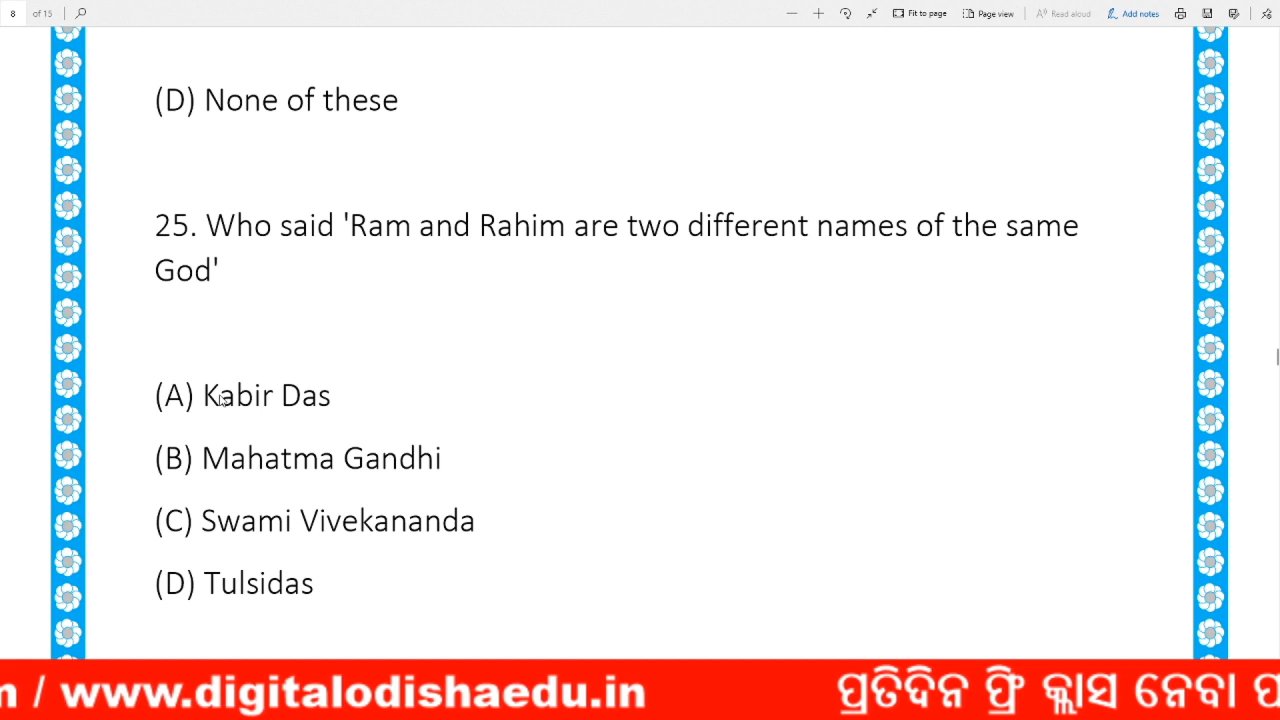 8 of 15 Fit to page Page view Read aloud Add notes
(D) None of these
25. Who said 'Ram and Rahim are two different names of the same
God'
(A) Kabir Das
(B) Mahatma Gandhi
(C) Swami Vivekananda
(D) Tulsidas
/ www.digitalodishaedu.in ପ୍ରତିଦିନ ଫ୍ରି କ୍ଲାସ ନେବା